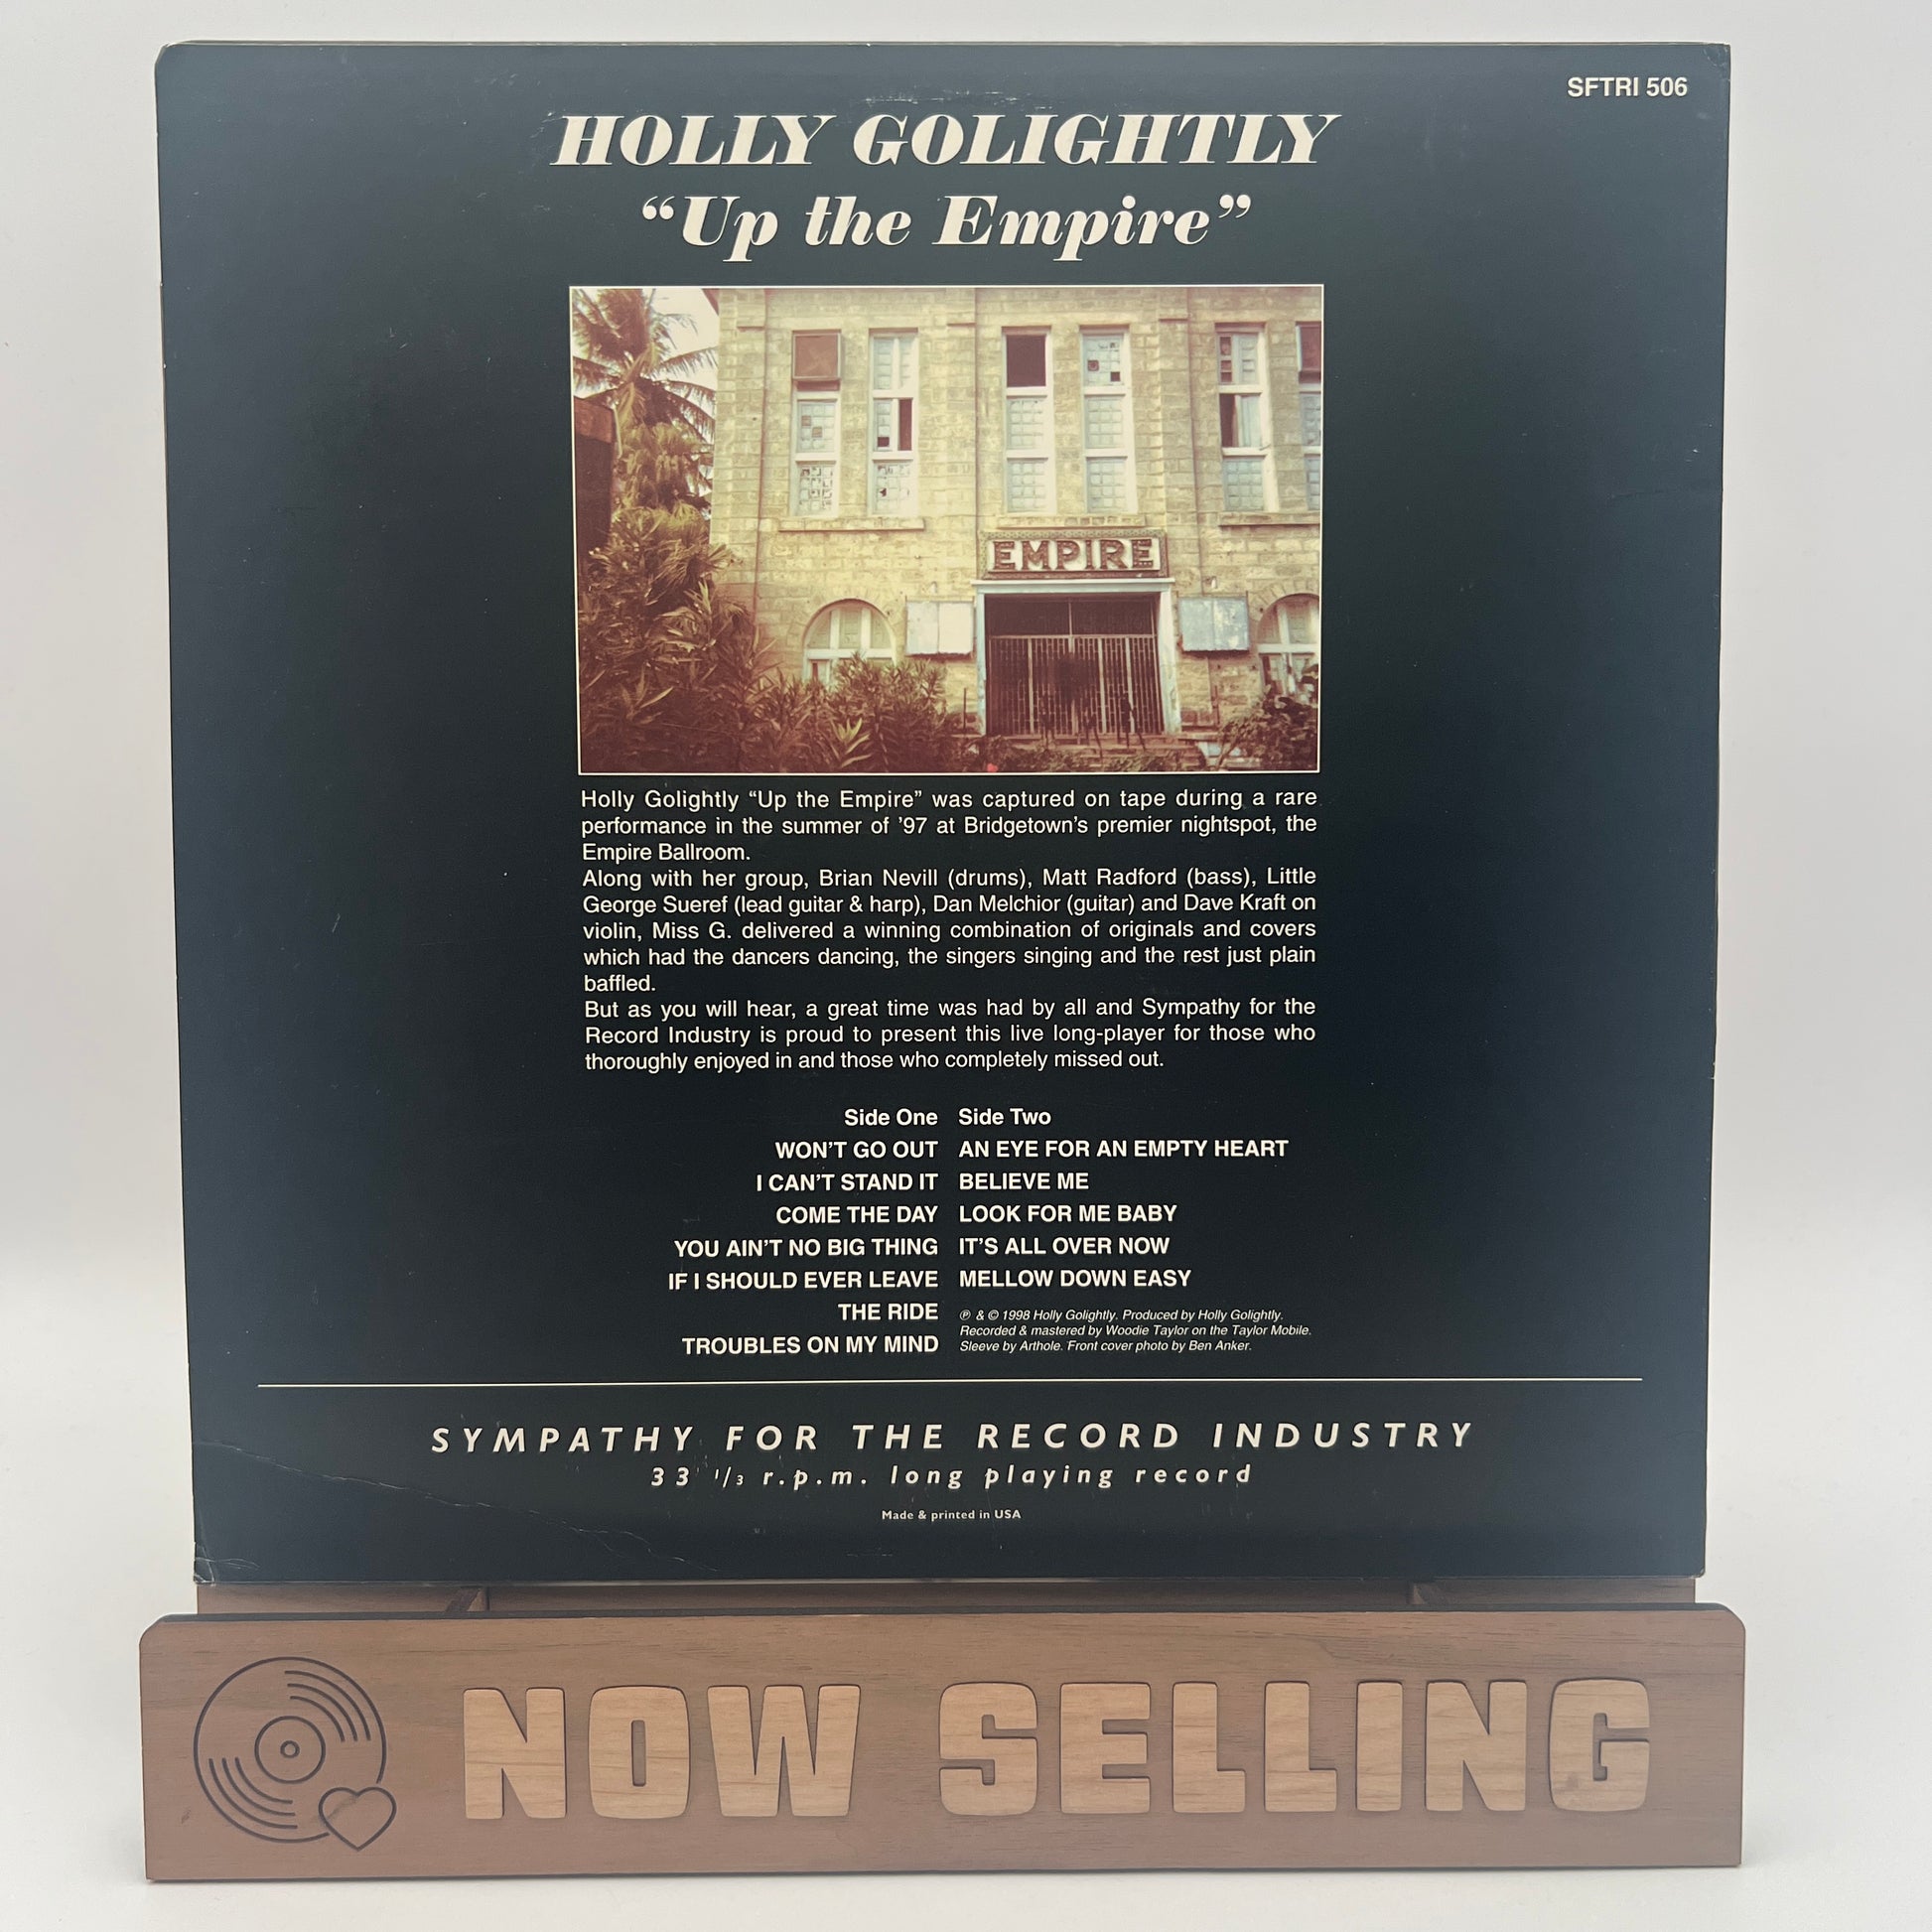 SFTRI 506
HOLLY GOLIGHTLY
“Up the Empire”
EMPIRE
Holly Golightly “Up the Empire” was captured on tape during a rare
performance in the summer of ’97 at Bridgetown’s premier nightspot, the
Empire Ballroom.
Along with her group, Brian Nevill (drums), Matt Radford (bass), Little
George Sueref (lead guitar & harp), Dan Melchior (guitar) and Dave Kraft on
violin, Miss G. delivered a winning combination of originals and covers
which had the dancers dancing, the singers singing and the rest just plain
baffled.
But as you will hear, a great time was had by all and Sympathy for the
Record Industry is proud to present this live long-player for those who
thoroughly enjoyed in and those who completely missed out.
Side One
WON’T GO OUT
I CAN’T STAND IT
COME THE DAY
YOU AIN’T NO BIG THING
IF I SHOULD EVER LEAVE
THE RIDE
TROUBLES ON MY MIND
Side Two
AN EYE FOR AN EMPTY HEART
BELIEVE ME
LOOK FOR ME BABY
IT’S ALL OVER NOW
MELLOW DOWN EASY
℗ & © 1998 Holly Golightly. Produced by Holly Golightly.
Recorded & mastered by Woodie Taylor on the Taylor Mobile.
Sleeve by Arthole. Front cover photo by Ben Anker.
SYMPATHY FOR THE RECORD INDUSTRY
33 1/3 r.p.m. long playing record
Made & printed in USA
NOW SELLING